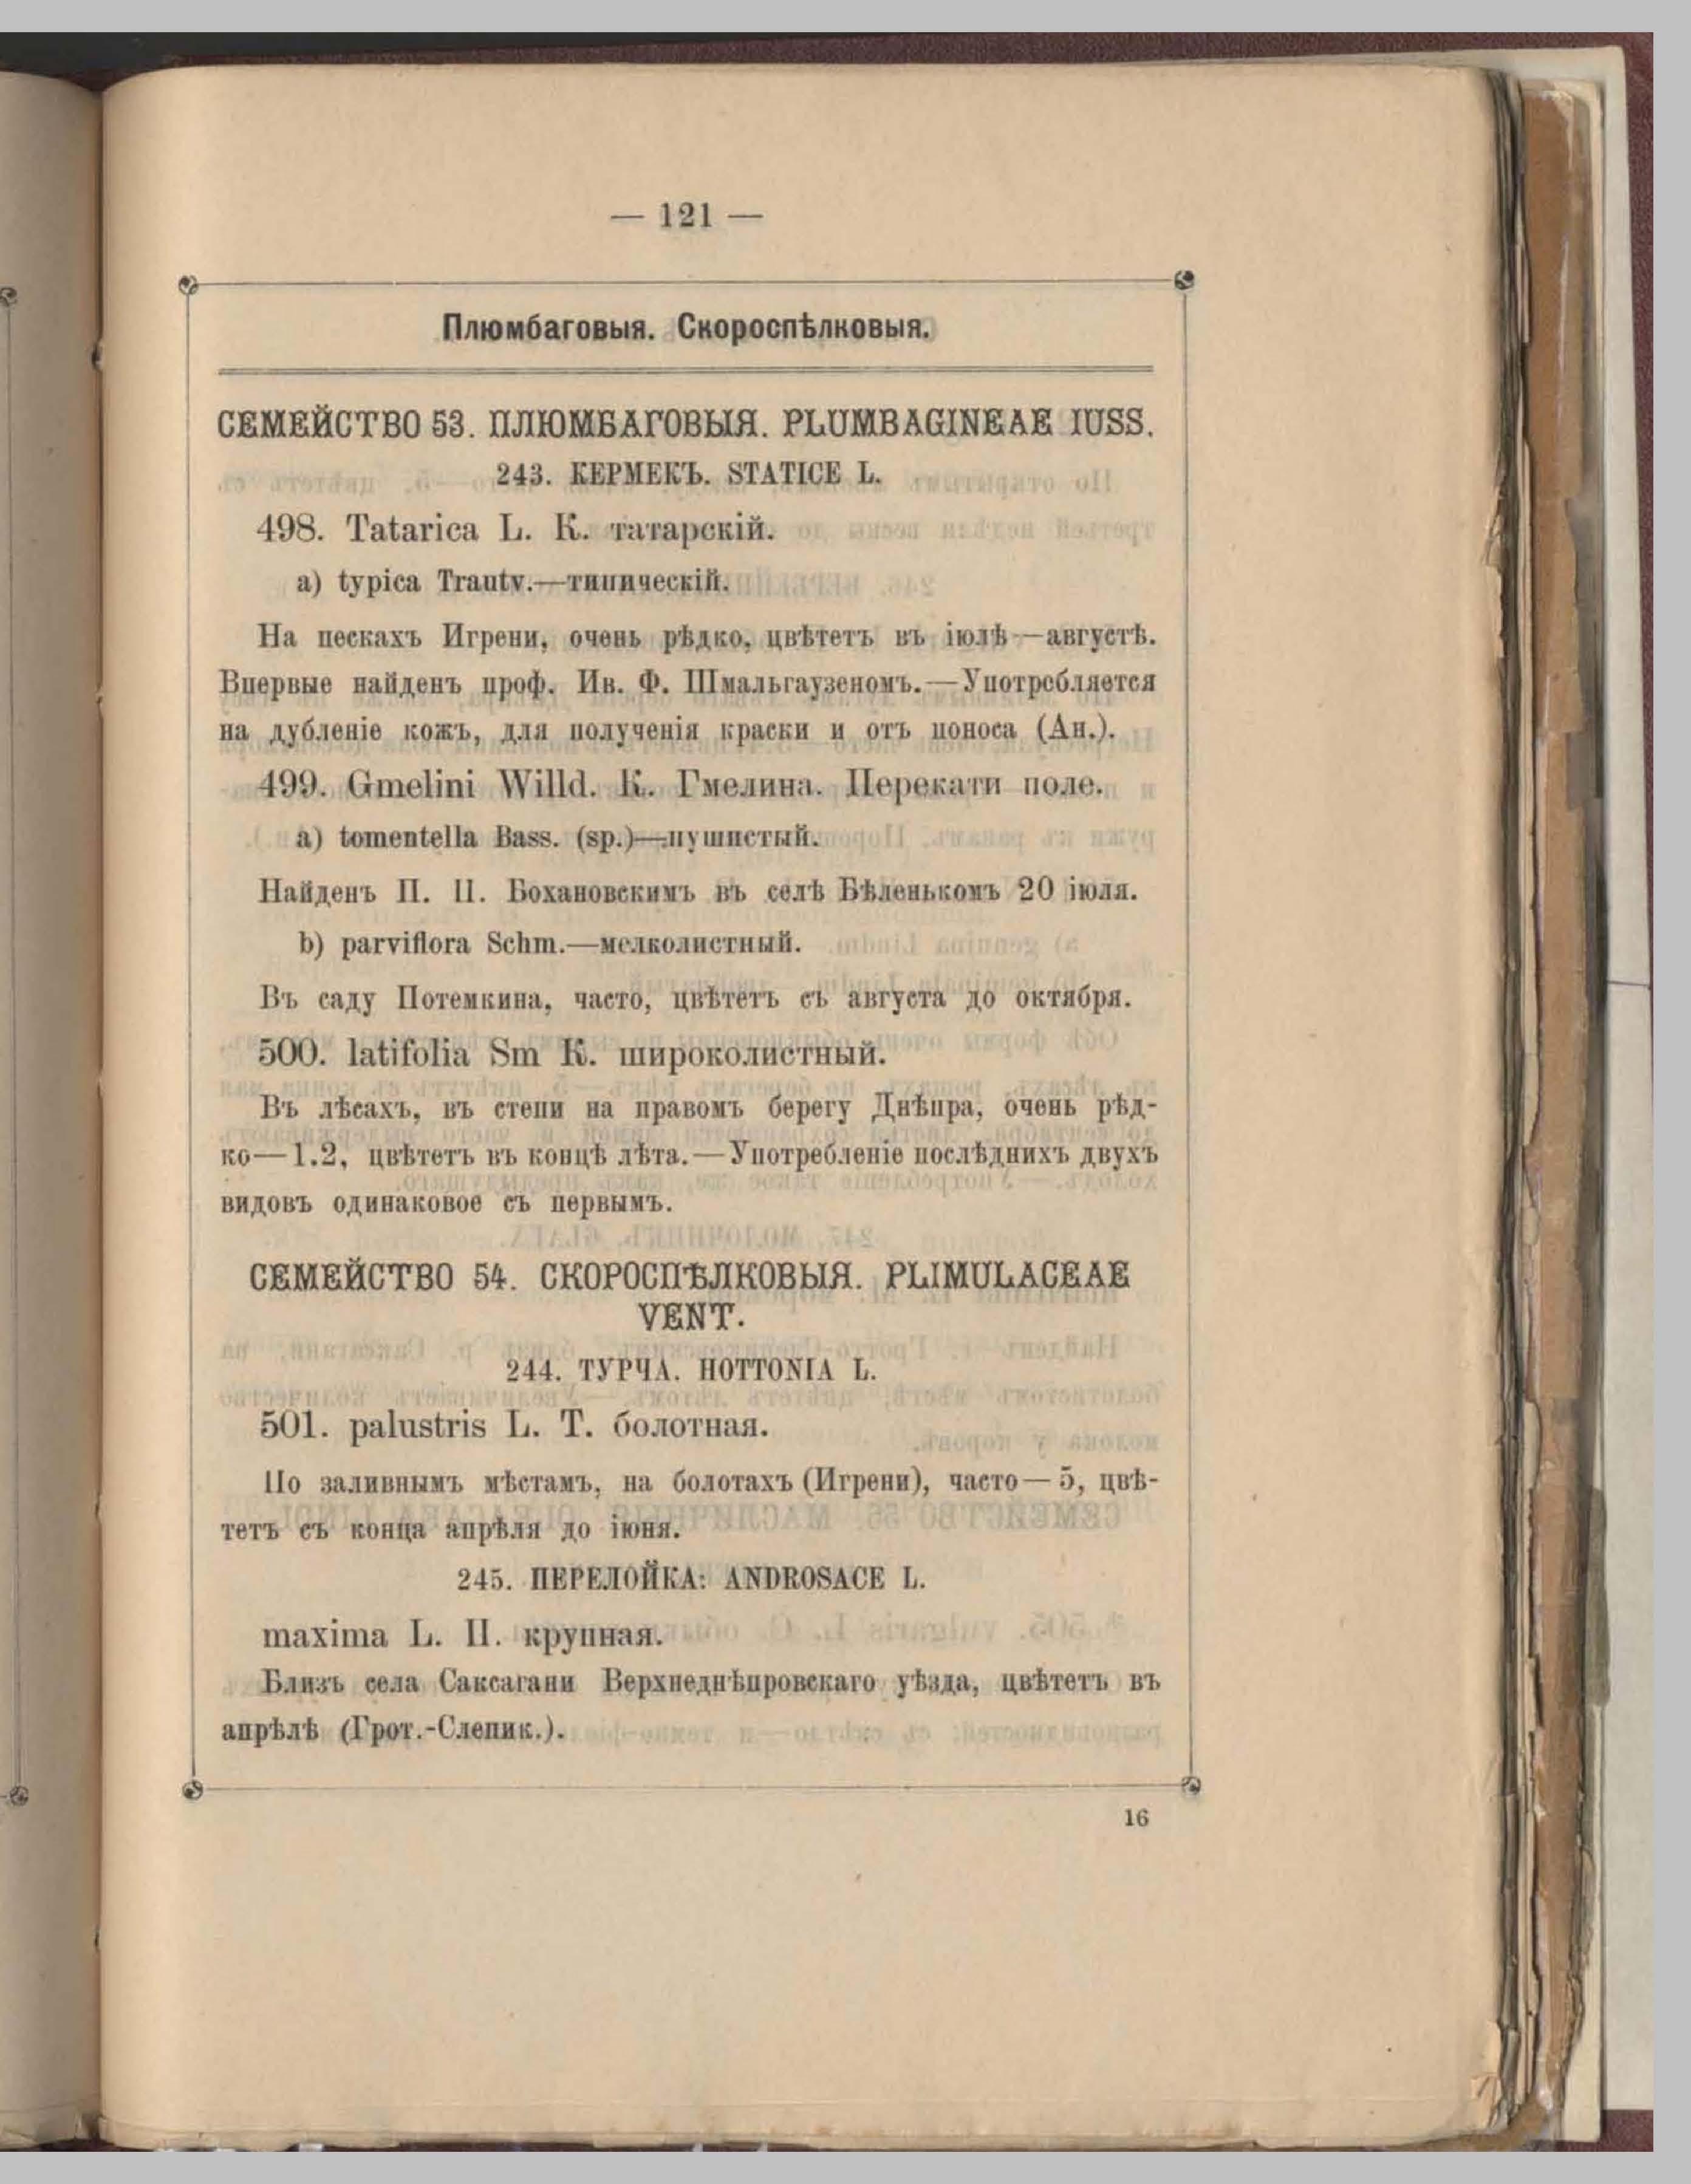 — 121 —
Плюмбаговыя. Скороспѣлковыя.
СЕМЕЙСТВО 53. ПЛЮМБАГОВЫЯ. PLUMBAGINEAE IUSS.
243. КЕРМЕКЪ. STATICE L.
498. Tatarica L. К. татарскій.
a) typica Trautv.—типическій.
На пескахъ Игрени, очень рѣдко, цвѣтетъ въ іюлѣ—августѣ.
Впервые найденъ проф. Ив. Ф. Шмальгаузеномъ.—Употребляется
на дубленіе кожъ, для полученія краски и отъ поноса (Ан.).
499. Gmelini Willd. К. Гмелина. Перекати поле.
a) tomentella Bass. (sp.)—пушистый.
Найденъ П. П. Бохановскимъ въ селѣ Бѣленькомъ 20 іюля.
b) parviflora Schm.—мелколистный.
Въ саду Потемкина, часто, цвѣтетъ съ августа до октября.
500. latifolia Sm К. широколистный.
Въ лѣсахъ, въ степи на правомъ берегу Днѣпра, очень рѣд-
ко—1.2, цвѣтетъ въ концѣ лѣта.—Употребленіе послѣднихъ двухъ
видовъ одинаковое съ первымъ.
СЕМЕЙСТВО 54. СКОРОСПѢЛКОВЫЯ. PLIMULACEAE
VENT.
244. ТУРЧА. HOTTONIA L.
501. palustris L. Т. болотная.
По заливнымъ мѣстамъ, на болотахъ (Игрени), часто—5, цвѣ-
тетъ съ конца апрѣля до іюня.
245. ПЕРЕЛОЙКА: ANDROSACE L.
maxima L. П. крупная.
Близъ села Саксагани Верхнеднѣпровскаго уѣзда, цвѣтетъ въ
апрѣлѣ (Грот.-Слепик.).
16